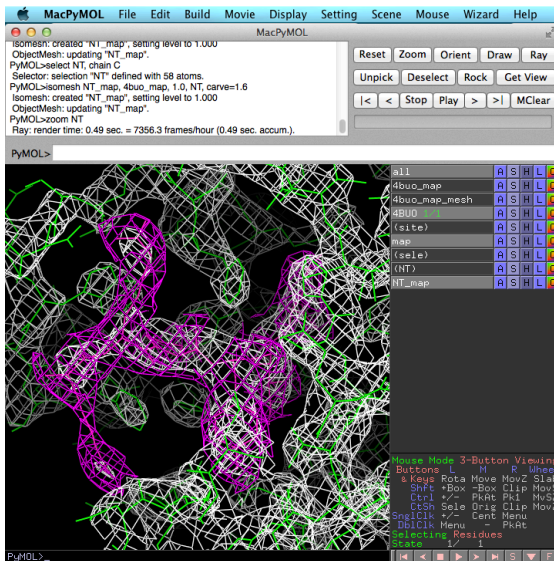 MacPyMOL File Edit Build Movie Display Setting Scene Mouse Wizard Help
MacPyMOL
Isomesh: created "NT_map", setting level to 1.000
ObjectMesh: updating "NT_map".
PyMOL>select NT, chain C
Selector: selection "NT" defined with 58 atoms.
PyMOL>isomesh NT_map, 4buo_map, 1.0, NT, carve=1.6
Isomesh: created "NT_map", setting level to 1.000
ObjectMesh: updating "NT_map".
PyMOL>zoom NT
Ray: render time: 0.49 sec. = 7356.3 frames/hour (0.49 sec. accum.).
Reset Zoom Orient Draw Ray
Unpick Deselect Rock Get View
|< < Stop Play > >| MClear
PyMOL>
all A S H L C
4buo_map A S H L C
4buo_map_mesh A S H L C
4BUO 1/1 A S H L C
(site) A S H L C
map A S H L C
(sele) A S H L C
(NT) A S H L C
NT_map A S H L C
Mouse Mode 3-Button Viewing
Buttons L M R Whee
& Keys Rota Move MovZ Sla
Shft +Box -Box Clip MovS
Ctrl +/- PkAt Pk1 MvSZ
CtSh Sele Orig Clip MovZ
SnglClk +/- Cent Menu
DblClk Menu - PkAt
Selecting Residues
State 1/ 1
PyMOL>_
S F